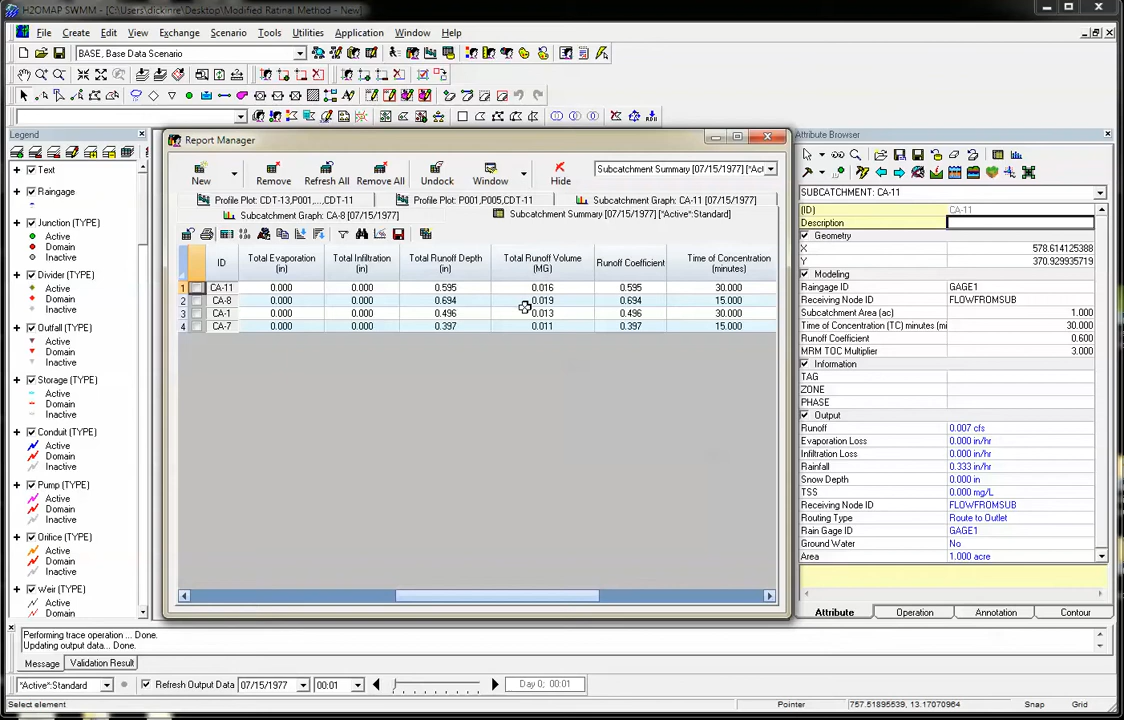 H2OMAP SWMM - [C:\Users\dickinre\Desktop\Modified Ratinal Method - New]
File Create Edit View Exchange Scenario Tools Utilities Application Window Help
BASE, Base Data Scenario
Legend
Text
Raingage
Junction (TYPE)
Active
Domain
Inactive
Divider (TYPE)
Active
Domain
Inactive
Outfall (TYPE)
Active
Domain
Inactive
Storage (TYPE)
Active
Domain
Inactive
Conduit (TYPE)
Active
Domain
Inactive
Pump (TYPE)
Active
Domain
Inactive
Orifice (TYPE)
Active
Domain
Inactive
Weir (TYPE)
Active
Domain
Report Manager
New Remove Refresh All Remove All Undock Window Hide
Subcatchment Summary [07/15/1977] [*Ac
Profile Plot: CDT-13,P001,...,CDT-11 Profile Plot: P001,P005,CDT-11 Subcatchment Graph: CA-11 [07/15/1977]
Subcatchment Graph: CA-8 [07/15/1977] Subcatchment Summary [07/15/1977] [*Active*:Standard]
ID Total Evaporation (in) Total Infiltration (in) Total Runoff Depth (in) Total Runoff Volume (MG) Runoff Coefficient Time of Concentration (minutes)
1 CA-11 0.000 0.000 0.595 0.016 0.595 30.000
2 CA-8 0.000 0.000 0.694 0.019 0.694 15.000
3 CA-1 0.000 0.000 0.496 0.013 0.496 30.000
4 CA-7 0.000 0.000 0.397 0.011 0.397 15.000
Attribute Browser
SUBCATCHMENT: CA-11
(ID) CA-11
Description
Geometry
X 578.614125388
Y 370.929935719
Modeling
Raingage ID GAGE1
Receiving Node ID FLOWFROMSUB
Subcatchment Area (ac) 1.000
Time of Concentration (TC) minutes (mi 30.000
Runoff Coefficient 0.600
MRM TOC Multiplier 3.000
Information
TAG
ZONE
PHASE
Output
Runoff 0.007 cfs
Evaporation Loss 0.000 in/hr
Infiltration Loss 0.000 in/hr
Rainfall 0.333 in/hr
Snow Depth 0.000 in
TSS 0.000 mg/L
Receiving Node ID FLOWFROMSUB
Routing Type Route to Outlet
Rain Gage ID GAGE1
Ground Water No
Area 1.000 acre
Attribute Operation Annotation Contour
Performing trace operation ... Done.
Updating output data... Done.
Message Validation Result
*Active*:Standard Refresh Output Data 07/15/1977 00:01 Day 0; 00:01
Select element Pointer 757.51895539, 13.17070964 Snap Grid